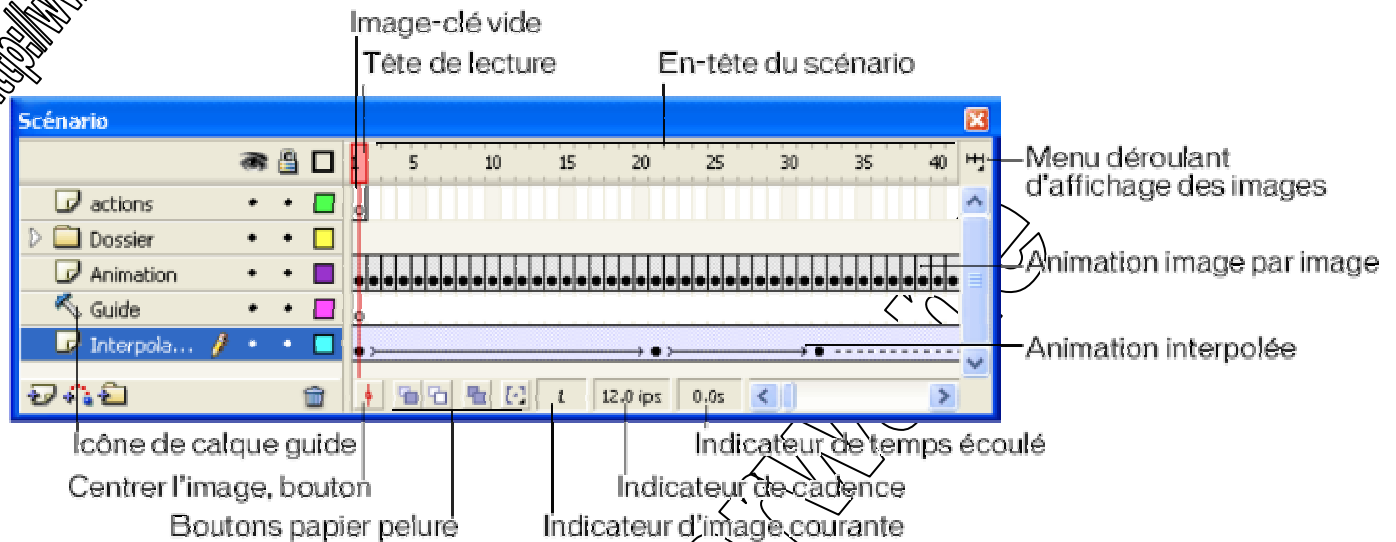 http://www
Image-clé vide
Tête de lecture
En-tête du scénario
Scénario
1 5 10 15 20 25 30 35 40
Menu déroulant
d'affichage des images
actions
Dossier
Animation
Animation image par image
Guide
Interpola...
Animation interpolée
1 12.0 ips 0.0s
Icône de calque guide
Indicateur de temps écoulé
Centrer l'image, bouton
Indicateur de cadence
Boutons papier pelure
Indicateur d'image courante